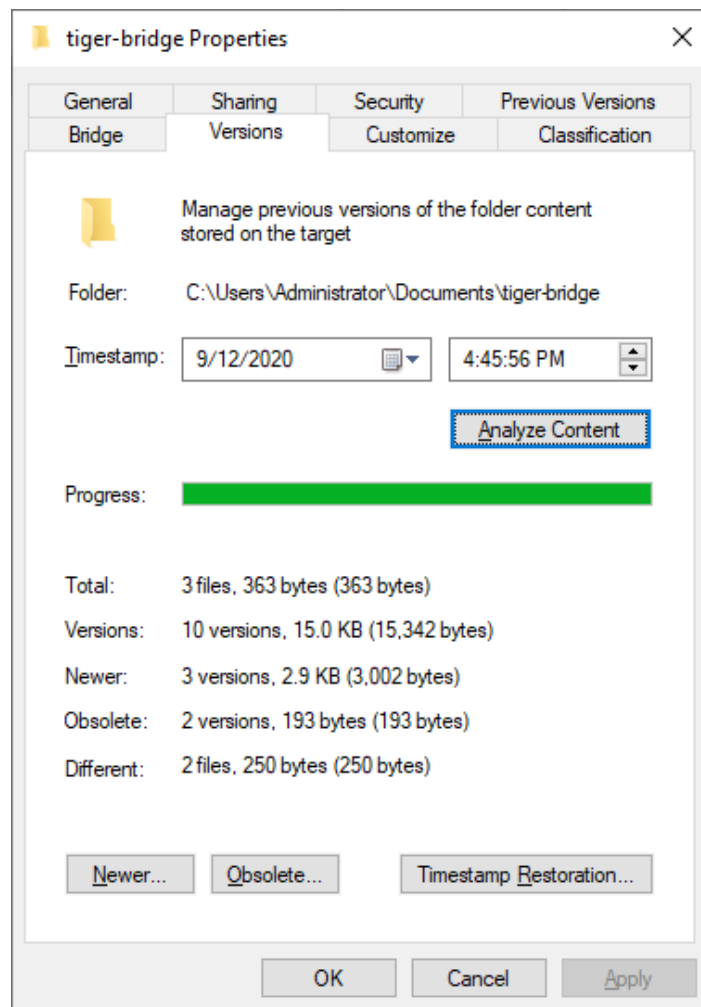 tiger-bridge Properties
General Sharing Security Previous Versions
Bridge Versions Customize Classification
Manage previous versions of the folder content
stored on the target
Folder: C:\Users\Administrator\Documents\tiger-bridge
Timestamp: 9/12/2020 4:45:56 PM
Analyze Content
Progress:
Total: 3 files, 363 bytes (363 bytes)
Versions: 10 versions, 15.0 KB (15,342 bytes)
Newer: 3 versions, 2.9 KB (3,002 bytes)
Obsolete: 2 versions, 193 bytes (193 bytes)
Different: 2 files, 250 bytes (250 bytes)
Newer... Obsolete... Timestamp Restoration...
OK Cancel Apply